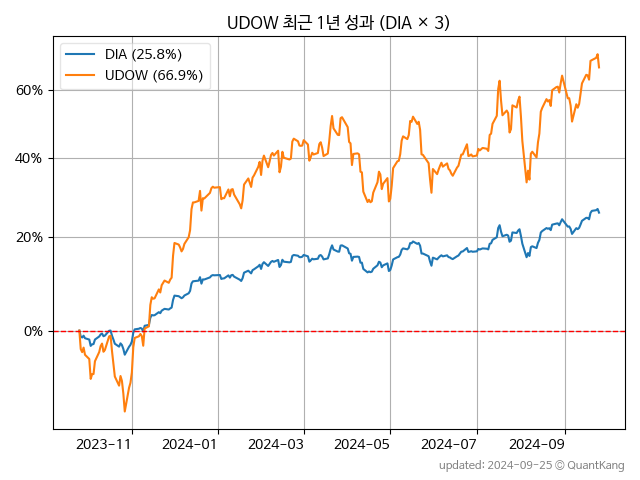 UDOW 최근 1년 성과 (DIA × 3)
DIA (25.8%)
UDOW (66.9%)
60%
40%
20%
0%
2023-11 2024-01 2024-03 2024-05 2024-07 2024-09
updated: 2024-09-25 © QuantKang